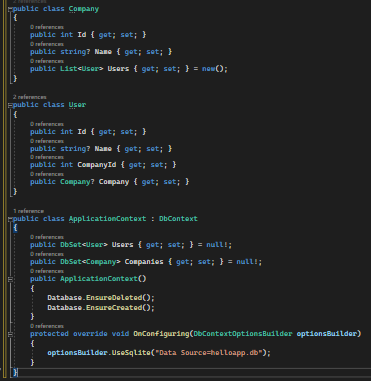 2 references
public class Company
{
0 references
public int Id { get; set; }
0 references
public string? Name { get; set; }
0 references
public List<User> Users { get; set; } = new();
}
2 references
public class User
{
0 references
public int Id { get; set; }
0 references
public string? Name { get; set; }
0 references
public int CompanyId { get; set; }
0 references
public Company? Company { get; set; }
}
1 reference
public class ApplicationContext : DbContext
{
0 references
public DbSet<User> Users { get; set; } = null!;
0 references
public DbSet<Company> Companies { get; set; } = null!;
0 references
public ApplicationContext()
{
Database.EnsureDeleted();
Database.EnsureCreated();
}
0 references
protected override void OnConfiguring(DbContextOptionsBuilder optionsBuilder)
{
optionsBuilder.UseSqlite("Data Source=helloapp.db");
}
}